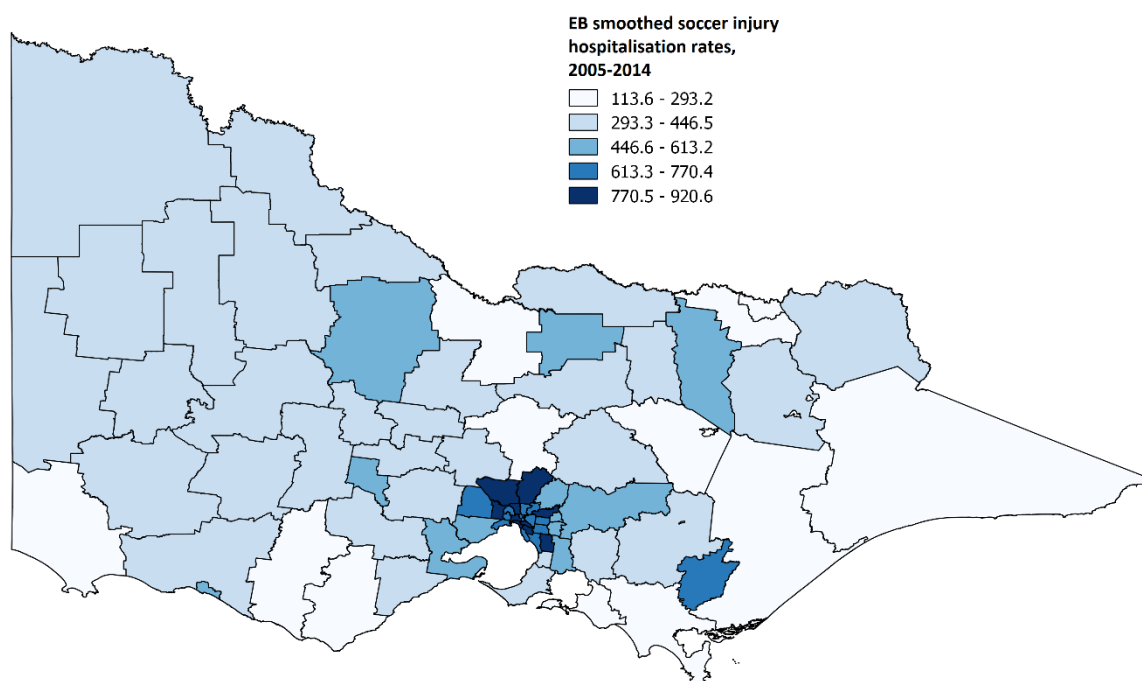 EB smoothed soccer injury
hospitalisation rates,
2005-2014
113.6 - 293.2
293.3 - 446.5
446.6 - 613.2
613.3 - 770.4
770.5 - 920.6